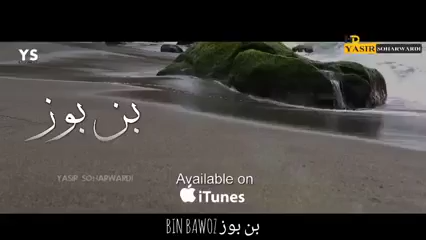 YS
YASIR SOHARWARDI
بن بوز
YASIR SOHARWARDI
Available on
iTunes
BIN BAWOZ بن بوز